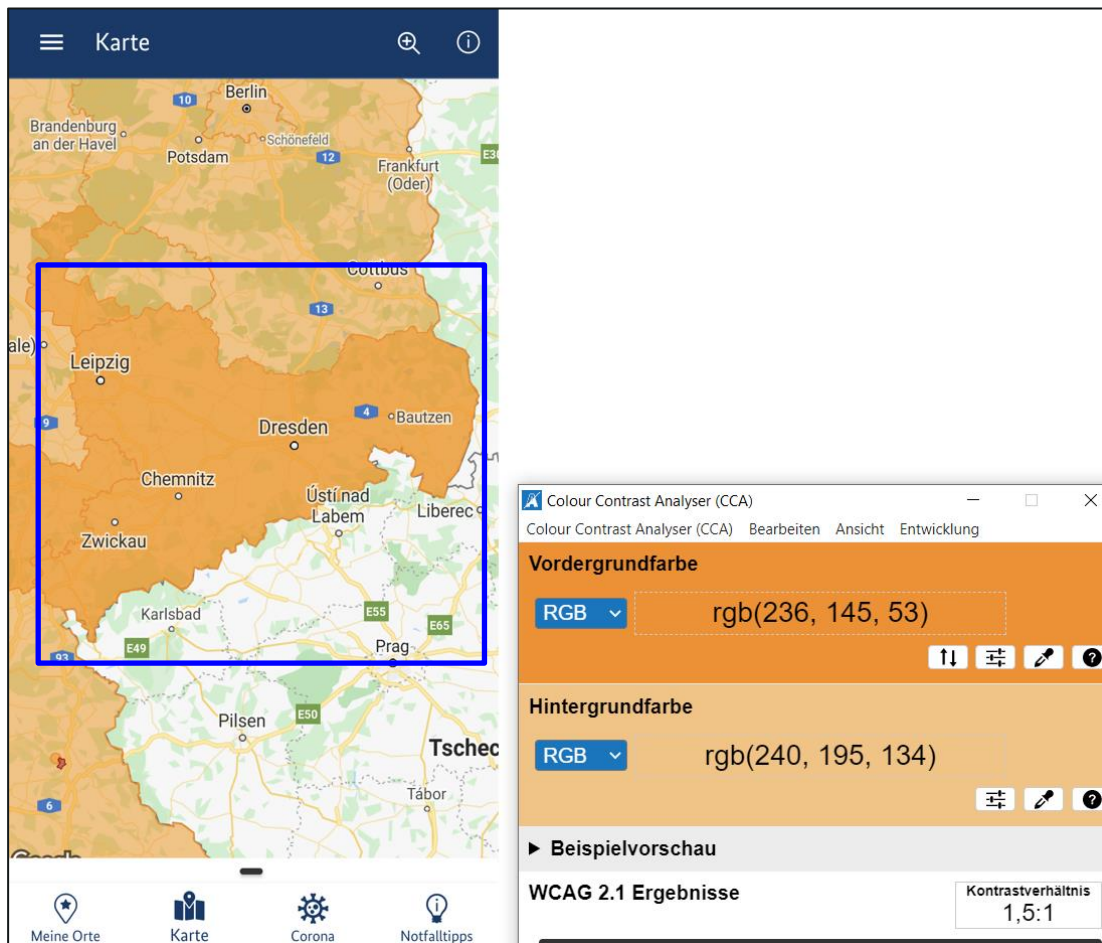 Karte
10
Berlin
Brandenburg
an der Havel
Schönefeld
Potsdam
12
Frankfurt
(Oder)
Cottbus
13
Leipzig
9
4
Bautzen
Dresden
Chemnitz
Ústí nad
Labem
Liberec
Zwickau
Karlsbad
E55
E65
E49
Prag
93
E50
Pilsen
Tábor
6
Meine Orte
Karte
Corona
Notfalltipps
Colour Contrast Analyser (CCA)
Colour Contrast Analyser (CCA) Bearbeiten Ansicht Entwicklung
Vordergrundfarbe
RGB rgb(236, 145, 53)
Hintergrundfarbe
RGB rgb(240, 195, 134)
Beispielvorschau
WCAG 2.1 Ergebnisse
Kontrastverhältnis
1,5:1